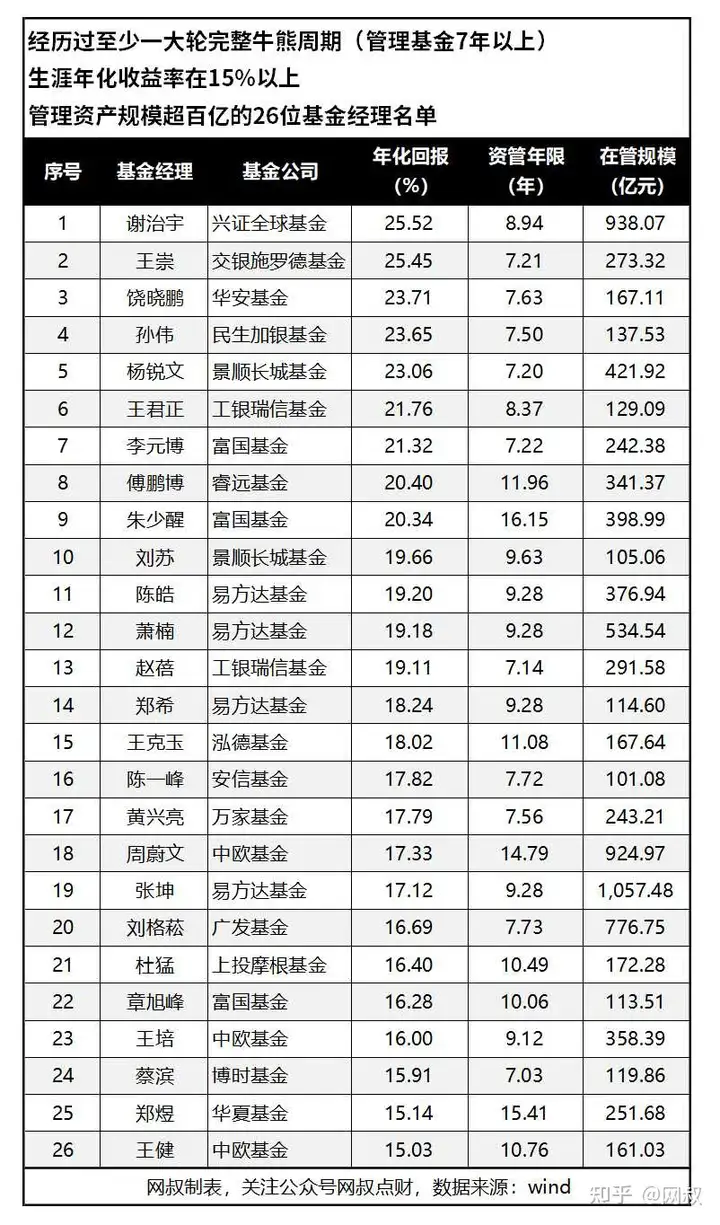 经历过至少一大轮完整牛熊周期（管理基金7年以上）
生涯年化收益率在15%以上
管理资产规模超百亿的26位基金经理名单
序号 基金经理 基金公司 年化回报（%） 资管年限（年） 在管规模（亿元）
1 谢治宇 兴证全球基金 25.52 8.94 938.07
2 王崇 交银施罗德基金 25.45 7.21 273.32
3 饶晓鹏 华安基金 23.71 7.63 167.11
4 孙伟 民生加银基金 23.65 7.50 137.53
5 杨锐文 景顺长城基金 23.06 7.20 421.92
6 王君正 工银瑞信基金 21.76 8.37 129.09
7 李元博 富国基金 21.32 7.22 242.38
8 傅鹏博 睿远基金 20.40 11.96 341.37
9 朱少醒 富国基金 20.34 16.15 398.99
10 刘苏 景顺长城基金 19.66 9.63 105.06
11 陈皓 易方达基金 19.20 9.28 376.94
12 萧楠 易方达基金 19.18 9.28 534.54
13 赵蓓 工银瑞信基金 19.11 7.14 291.58
14 郑希 易方达基金 18.24 9.28 114.60
15 王克玉 泓德基金 18.02 11.08 167.64
16 陈一峰 安信基金 17.82 7.72 101.08
17 黄兴亮 万家基金 17.79 7.56 243.21
18 周蔚文 中欧基金 17.33 14.79 924.97
19 张坤 易方达基金 17.12 9.28 1,057.48
20 刘格菘 广发基金 16.69 7.73 776.75
21 杜猛 上投摩根基金 16.40 10.49 172.28
22 章旭峰 富国基金 16.28 10.06 113.51
23 王培 中欧基金 16.00 9.12 358.39
24 蔡滨 博时基金 15.91 7.03 119.86
25 郑煜 华夏基金 15.14 15.41 251.68
26 王健 中欧基金 15.03 10.76 161.03
网叔制表，关注公众号网叔点财，数据来源：wind
知乎 @网叔